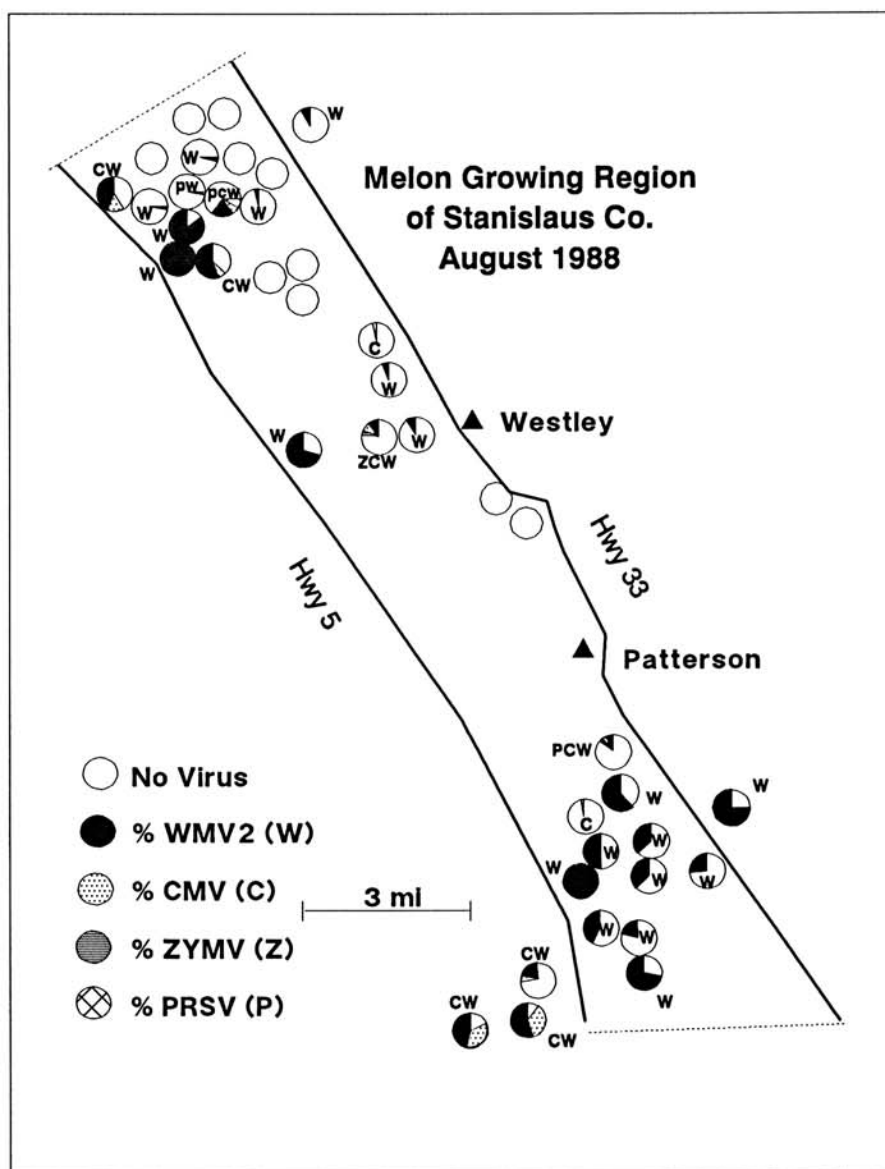 W
Melon Growing Region
of Stanislaus Co.
August 1988
W
CW
pw
pcw
W
W
W
W
CW
C
W
W
ZCW
W
Westley
Hwy 5
Hwy 33
Patterson
PCW
W
W
C
W
W
W
W
W
W
W
W
CW
CW
CW
No Virus
% WMV2 (W)
% CMV (C)
% ZYMV (Z)
% PRSV (P)
3 mi